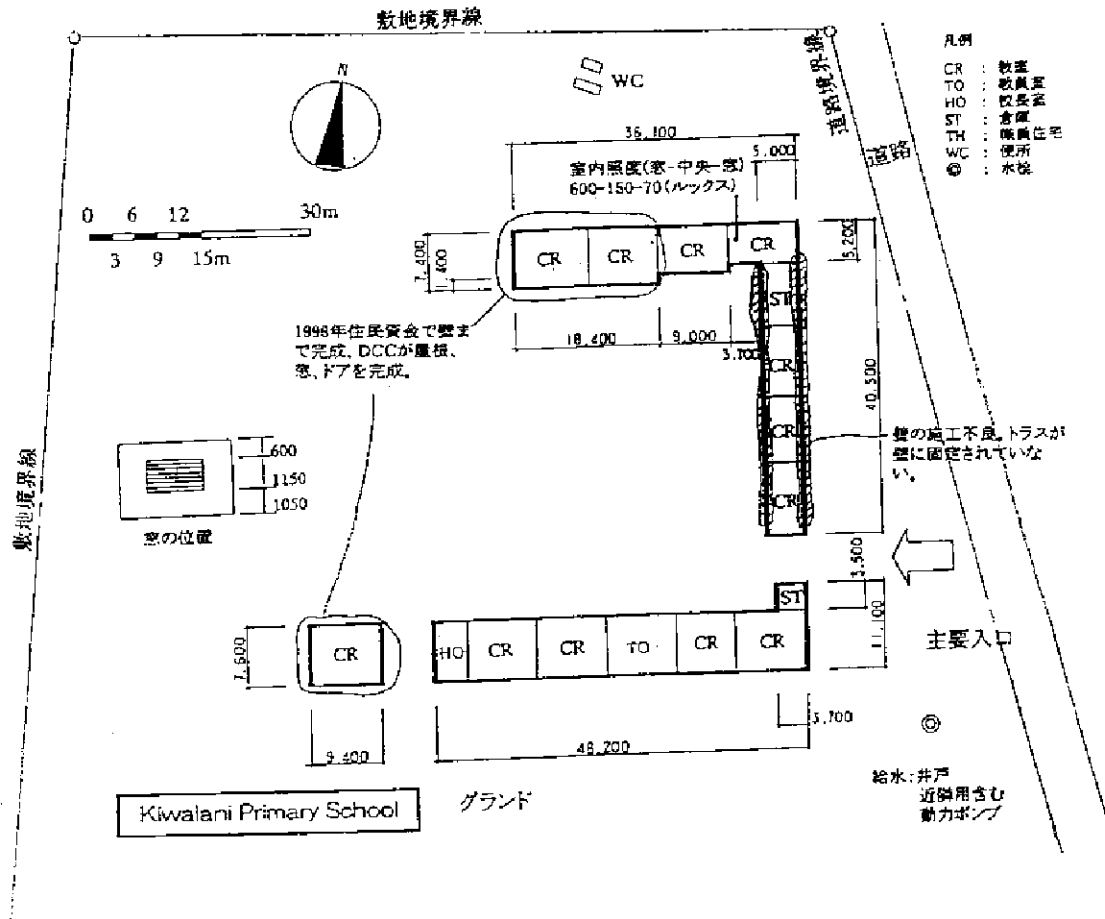 敷地境界線
凡例
CR : 教室
TO : 教員室
HO : 校長室
ST : 倉庫
TH : 職員住宅
WC : 便所
◎ : 水栓
道路境界線
道路
N
WC
36,100
5,000
室内照度(窓-中央-窓)
600-150-70(ルックス)
0 6 12 30m
3 9 15m
7,400
1,400
CR CR CR CR
5,200
ST
CR
CR
CR
40,500
18,400 9,000 3,700
1998年住民資金で壁ま
で完成、DCCが屋根、
窓、ドアを完成。
壁の施工不良。トラスが
壁に固定されていな
い。
敷地境界線
600
1150
1050
窓の位置
3,500
ST
11,100
主要入口
7,600
CR
HO CR CR TO CR CR
9,400
48,200
3,700
◎
給水:井戸
近隣用含む
動力ポンプ
Kiwalani Primary School
グランド